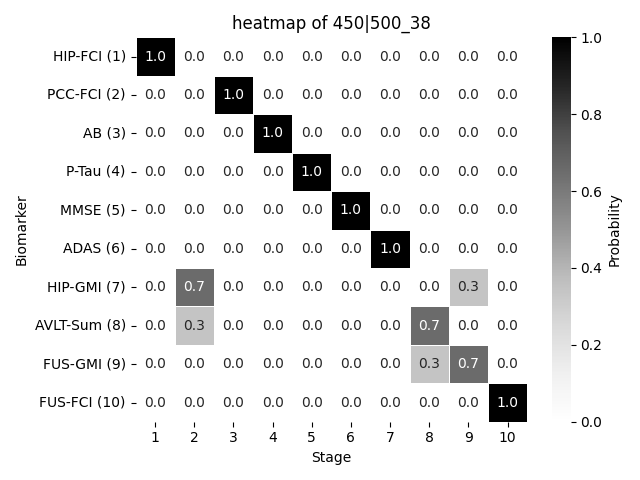 heatmap of 450|500_38
Biomarker
HIP-FCI (1) 1.0 0.0 0.0 0.0 0.0 0.0 0.0 0.0 0.0 0.0
PCC-FCI (2) 0.0 0.0 1.0 0.0 0.0 0.0 0.0 0.0 0.0 0.0
AB (3) 0.0 0.0 0.0 1.0 0.0 0.0 0.0 0.0 0.0 0.0
P-Tau (4) 0.0 0.0 0.0 0.0 1.0 0.0 0.0 0.0 0.0 0.0
MMSE (5) 0.0 0.0 0.0 0.0 0.0 1.0 0.0 0.0 0.0 0.0
ADAS (6) 0.0 0.0 0.0 0.0 0.0 0.0 1.0 0.0 0.0 0.0
HIP-GMI (7) 0.0 0.7 0.0 0.0 0.0 0.0 0.0 0.0 0.3 0.0
AVLT-Sum (8) 0.0 0.3 0.0 0.0 0.0 0.0 0.0 0.7 0.0 0.0
FUS-GMI (9) 0.0 0.0 0.0 0.0 0.0 0.0 0.0 0.3 0.7 0.0
FUS-FCI (10) 0.0 0.0 0.0 0.0 0.0 0.0 0.0 0.0 0.0 1.0
1 2 3 4 5 6 7 8 9 10
Stage
1.0
0.8
0.6
0.4
0.2
0.0
Probability